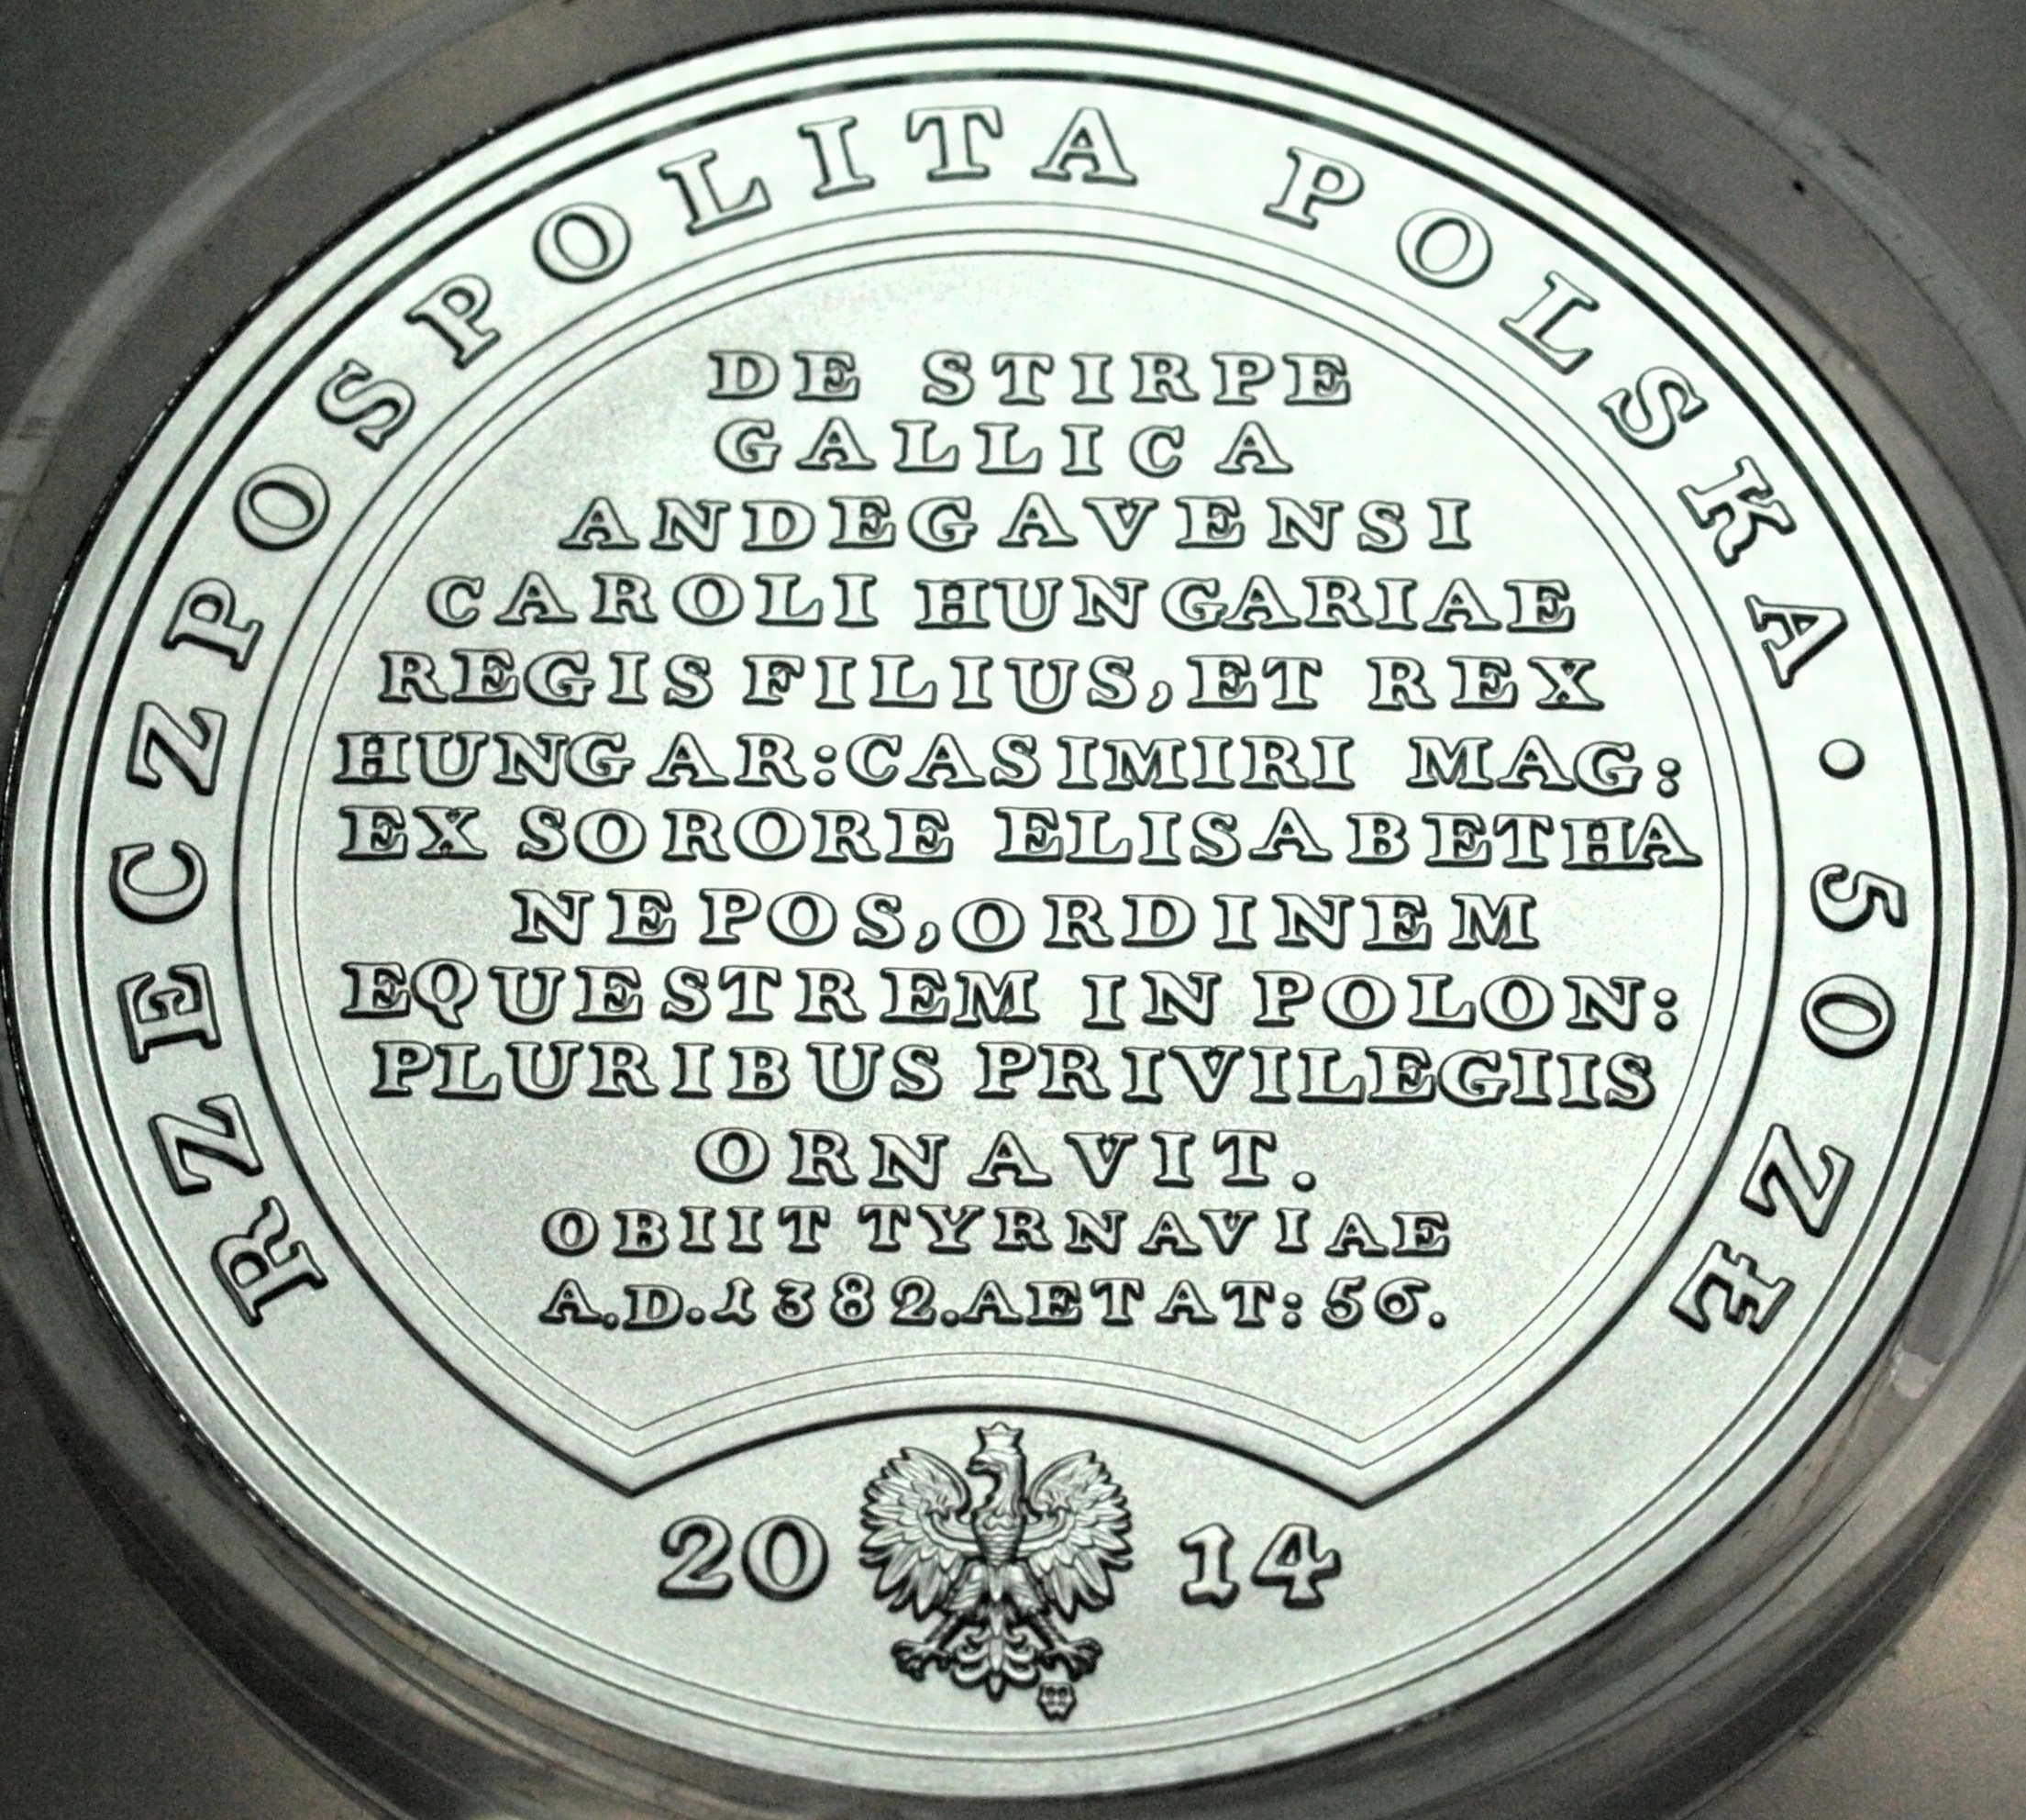 RZECZPOSPOLITA POLSKA · 50 ZŁ
DE STIRPE
GALLICA
ANDEGAVENSI
CAROLI HUNGARIAE
REGIS FILIUS, ET REX
HUNGAR: CASIMIRI MAG:
EX SORORE ELISABETHA
NEPOS, ORDINEM
EQUESTREM IN POLON:
PLURIBUS PRIVILEGIIS
ORNAVIT.
OBIIT TYRNAVIAE
A.D.1382.AETAT: 56.
20 14